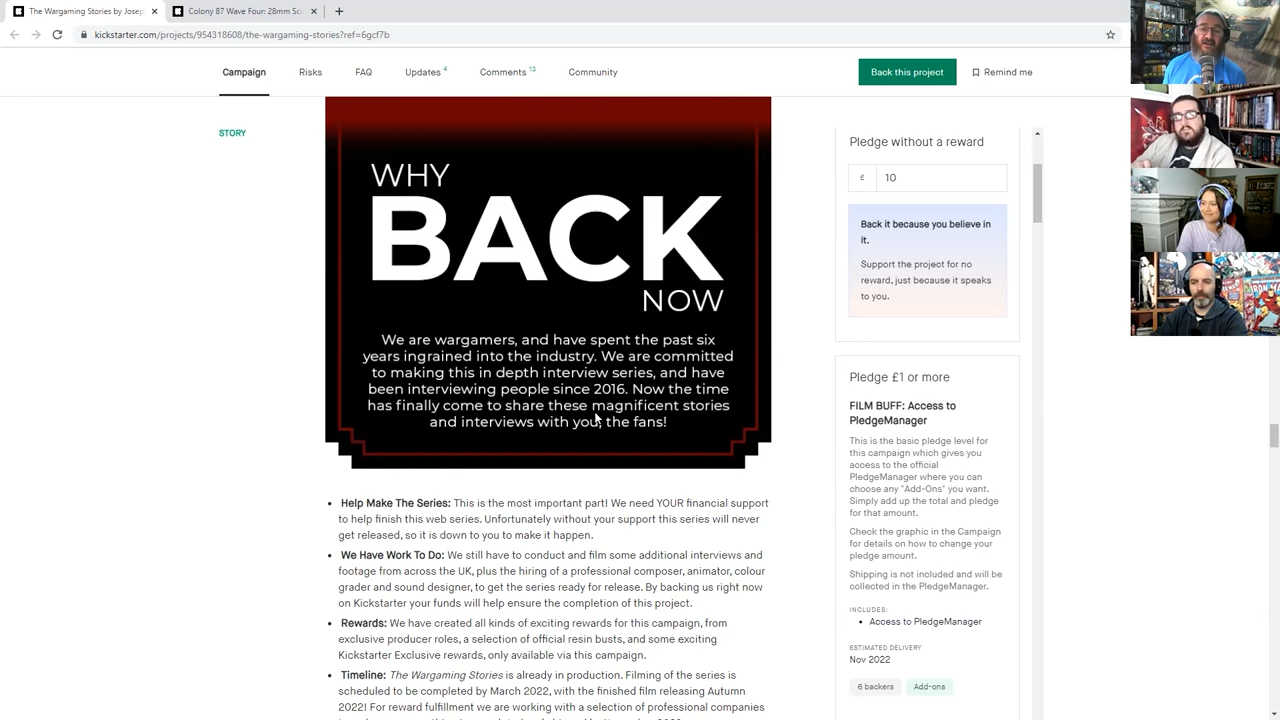 The Wargaming Stories by Josep
Colony 87 Wave Four: 28mm Sci
kickstarter.com/projects/954318608/the-wargaming-stories?ref=6gcf7b
Campaign
Risks
FAQ
Updates 4
Comments 13
Community
Back this project
Remind me
STORY
WHY
BACK
NOW
We are wargamers, and have spent the past six
years ingrained into the industry. We are committed
to making this in depth interview series, and have
been interviewing people since 2016. Now the time
has finally come to share these magnificent stories
and interviews with you, the fans!
Help Make The Series: This is the most important part! We need YOUR financial support
to help finish this web series. Unfortunately without your support this series will never
get released, so it is down to you to make it happen.
We Have Work To Do: We still have to conduct and film some additional interviews and
footage from across the UK, plus the hiring of a professional composer, animator, colour
grader and sound designer, to get the series ready for release. By backing us right now
on Kickstarter your funds will help ensure the completion of this project.
Rewards: We have created all kinds of exciting rewards for this campaign, from
exclusive producer roles, a selection of official resin busts, and some exciting
Kickstarter Exclusive rewards, only available via this campaign.
Timeline: The Wargaming Stories is already in production. Filming of the series is
scheduled to be completed by March 2022, with the finished film releasing Autumn
2022! For reward fulfillment we are working with a selection of professional companies
Pledge without a reward
£ 10
Back it because you believe in
it.
Support the project for no
reward, just because it speaks
to you.
Pledge £1 or more
FILM BUFF: Access to
PledgeManager
This is the basic pledge level for
this campaign which gives you
access to the official
PledgeManager where you can
choose any "Add-Ons" you want.
Simply add up the total and pledge
for that amount.
Check the graphic in the Campaign
for details on how to change your
pledge amount.
Shipping is not included and will be
collected in the PledgeManager.
INCLUDES:
Access to PledgeManager
ESTIMATED DELIVERY
Nov 2022
6 backers
Add-ons